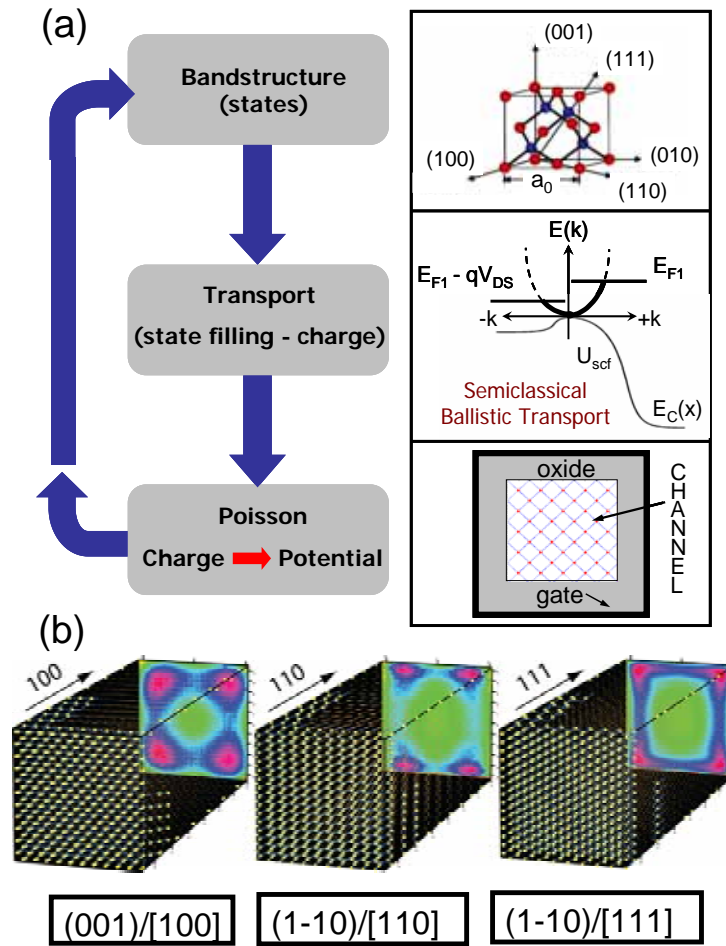 (a)
Bandstructure
(states)
Transport
(state filling - charge)
Poisson
Charge Potential
(001)
(111)
(100)
(010)
a0
(110)
E(k)
EF1 - qVDS
EF1
-k
+k
Uscf
Semiclassical
Ballistic Transport
EC(x)
oxide
CHANNEL
gate
(b)
100
110
111
(001)/[100]
(1-10)/[110]
(1-10)/[111]